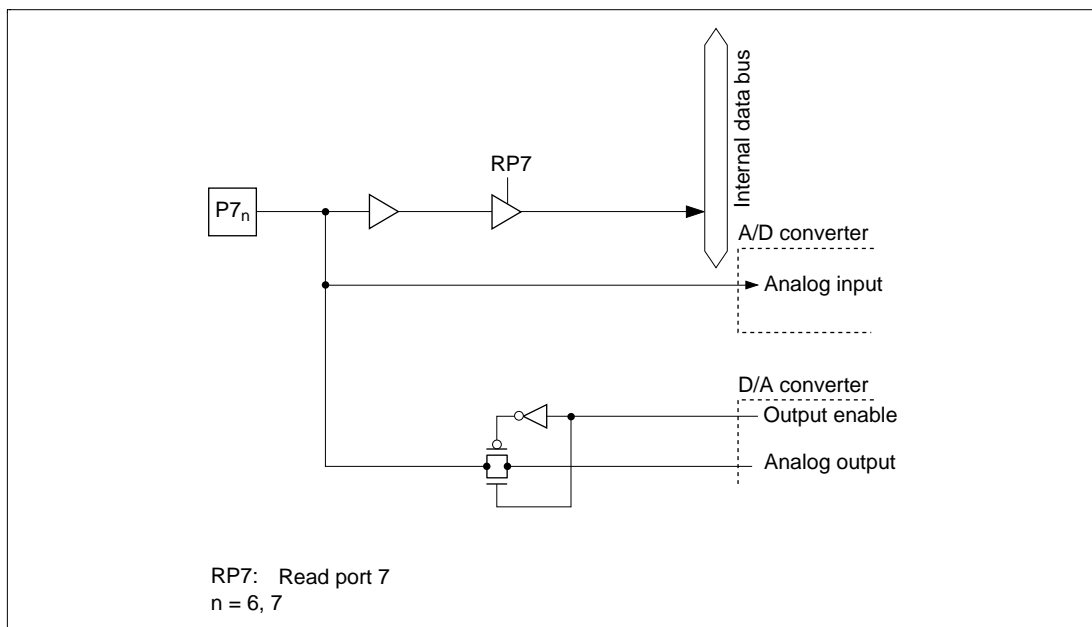 Internal data bus
RP7
P7n
A/D converter
Analog input
D/A converter
Output enable
Analog output
RP7: Read port 7
n = 6, 7